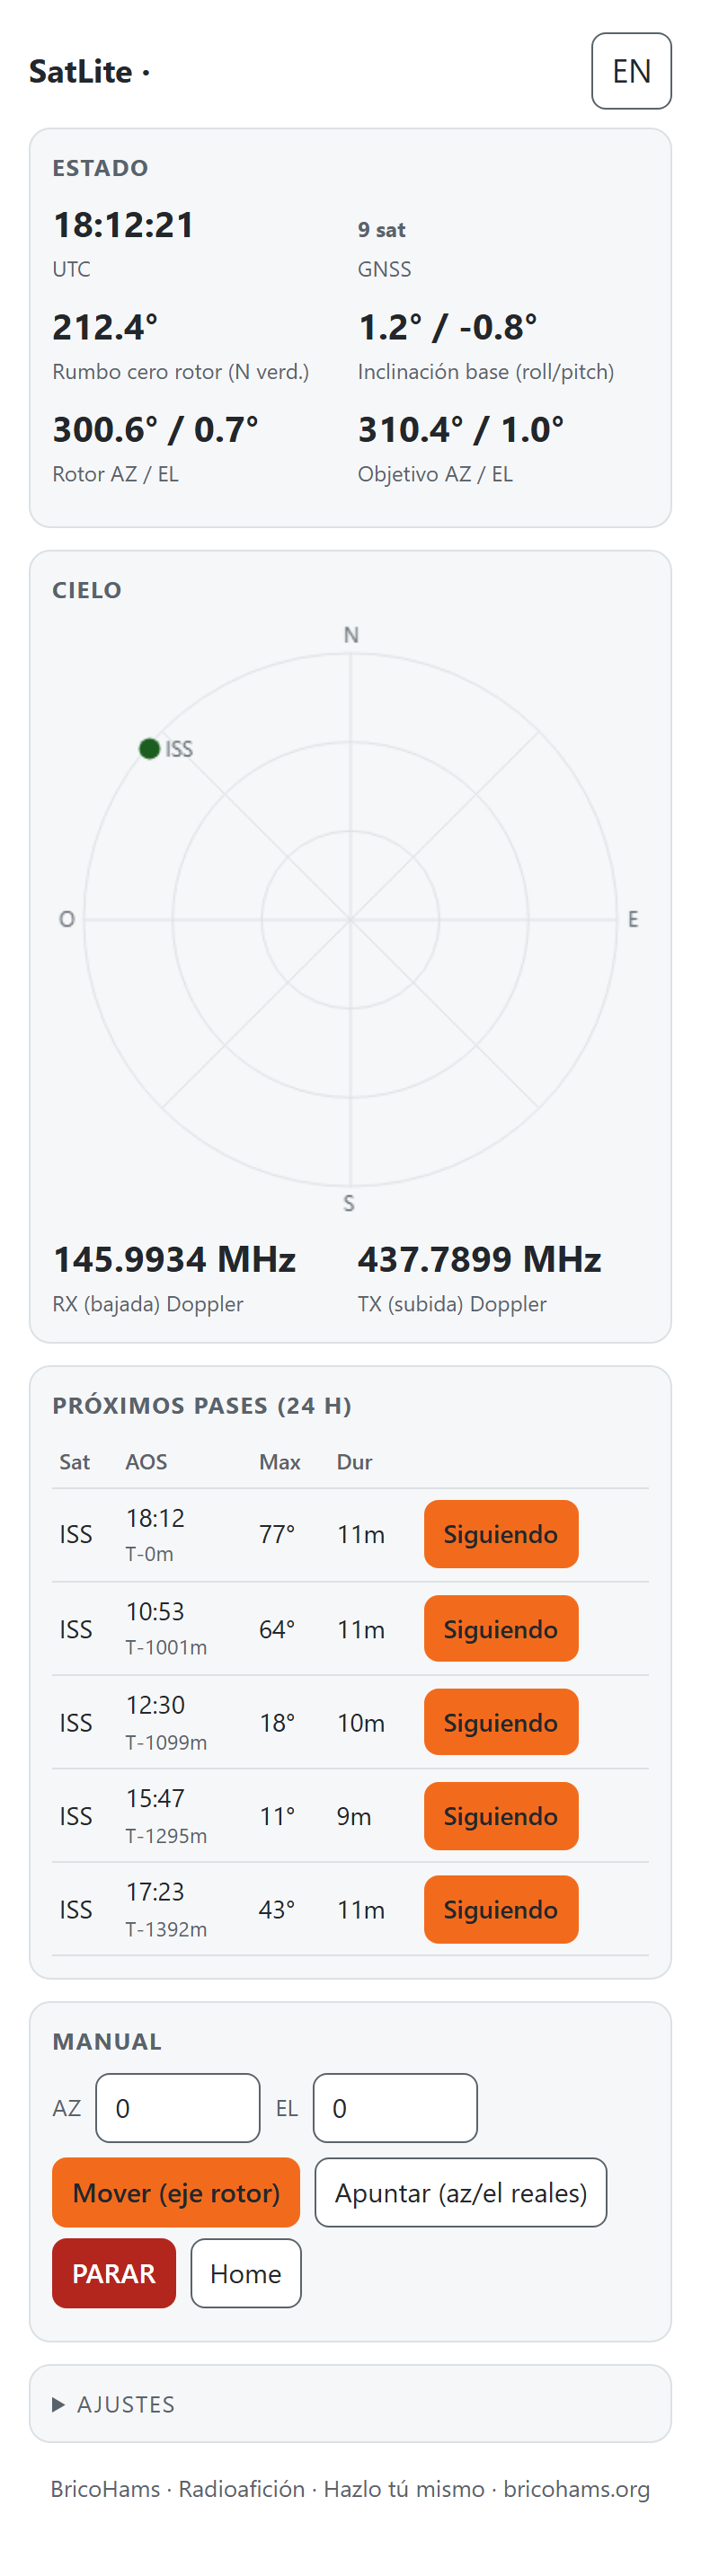 SatLite ·
EN
ESTADO
18:12:21
UTC
9 sat
GNSS
212.4°
Rumbo cero rotor (N verd.)
1.2° / -0.8°
Inclinación base (roll/pitch)
300.6° / 0.7°
Rotor AZ / EL
310.4° / 1.0°
Objetivo AZ / EL
CIELO
N
ISS
O
E
S
145.9934 MHz
RX (bajada) Doppler
437.7899 MHz
TX (subida) Doppler
PRÓXIMOS PASES (24 H)
Sat AOS Max Dur
ISS 18:12 T-0m 77° 11m Siguiendo
ISS 10:53 T-1001m 64° 11m Siguiendo
ISS 12:30 T-1099m 18° 10m Siguiendo
ISS 15:47 T-1295m 11° 9m Siguiendo
ISS 17:23 T-1392m 43° 11m Siguiendo
MANUAL
AZ 0 EL 0
Mover (eje rotor) Apuntar (az/el reales)
PARAR Home
AJUSTES
BricoHams · Radioafición · Hazlo tú mismo · bricohams.org